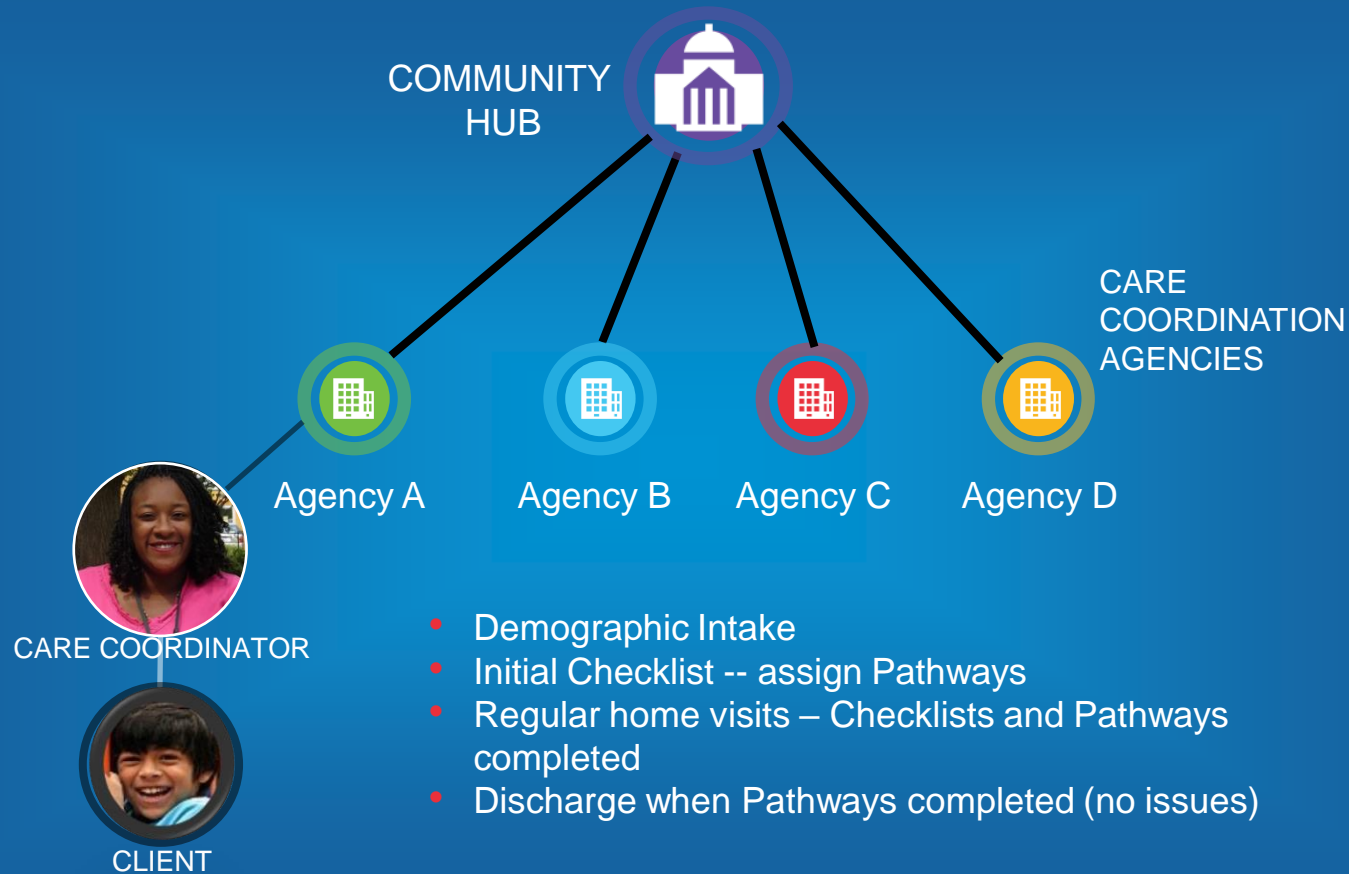 COMMUNITY
HUB
CARE
COORDINATION
AGENCIES
Agency A
Agency B
Agency C
Agency D
CARE COORDINATOR
• Demographic Intake
• Initial Checklist -- assign Pathways
• Regular home visits – Checklists and Pathways
completed
• Discharge when Pathways completed (no issues)
CLIENT